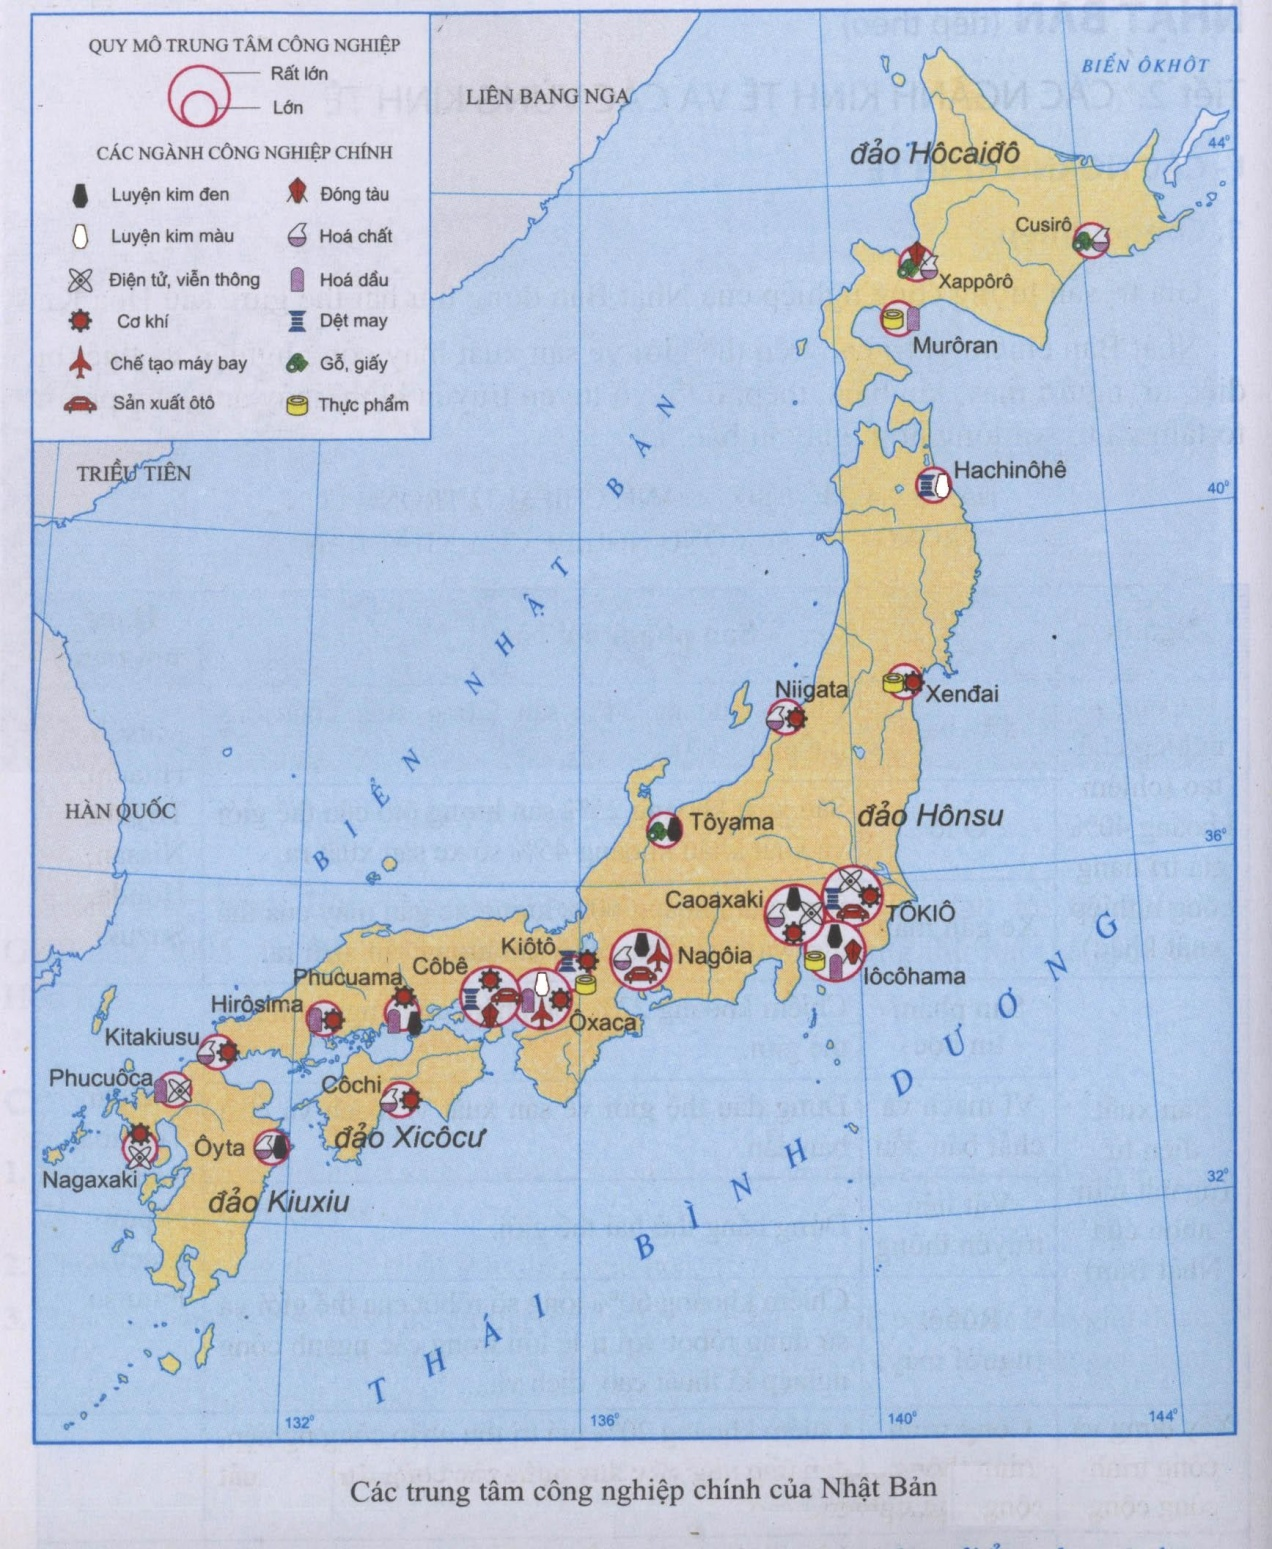 QUY MÔ TRUNG TÂM CÔNG NGHIỆP
Rất lớn
Lớn
CÁC NGÀNH CÔNG NGHIỆP CHÍNH
Luyện kim đen
Đóng tàu
Luyện kim màu
Hoá chất
Điện tử, viễn thông
Hoá dầu
Cơ khí
Dệt may
Chế tạo máy bay
Gỗ, giấy
Sản xuất ôtô
Thực phẩm
LIÊN BANG NGA
BIỂN ÔKHÔT
44°
đảo Hôcaiđô
Cusirô
Xappôrô
Murôran
TRIỀU TIÊN
Hachinôhê
40°
BIỂN NHẬT BẢN
Niigata
Xenđai
HÀN QUỐC
Tôyama
đảo Hônsu
36°
Caoaxaki
TÔKIÔ
Kiôtô
Nagôia
Iôcôhama
Côbê
Phucuama
Hirôsima
Ôxaca
Kitakiusu
Phucuôca
Côchi
đảo Xicôcư
Ôyta
Nagaxaki
đảo Kiuxiu
32°
THÁI BÌNH DƯƠNG
132°
136°
140°
144°
Các trung tâm công nghiệp chính của Nhật Bản